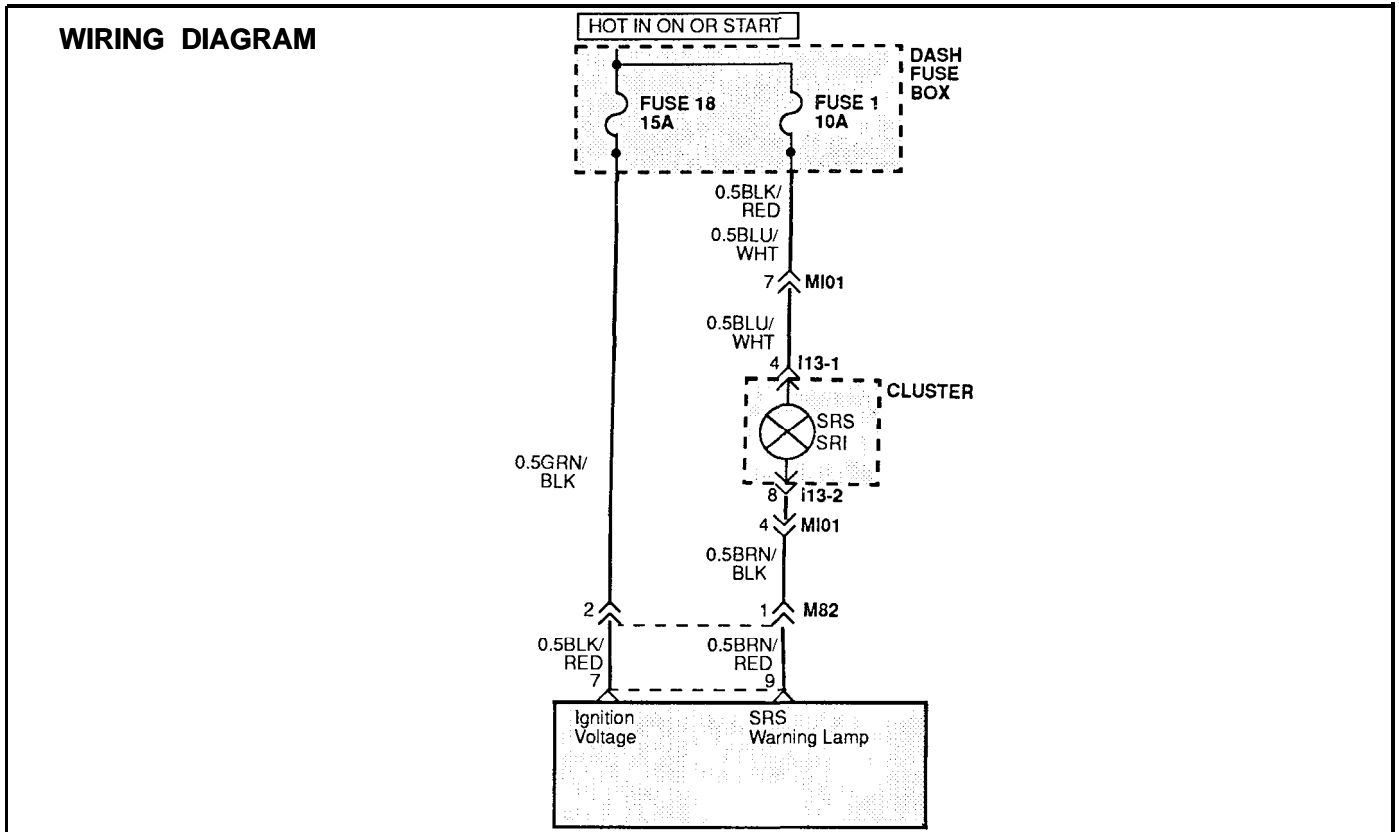 WIRING DIAGRAM
HOT IN ON OR START
DASH
FUSE
BOX
FUSE 18
15A
FUSE 1
10A
0.5BLK/
RED
0.5BLU/
WHT
7 MI01
0.5BLU/
WHT
4 I13-1
CLUSTER
SRS
SRI
0.5GRN/
BLK
8 I13-2
4 MI01
0.5BRN/
BLK
2
1 M82
0.5BLK/
RED
7
0.5BRN/
RED
9
Ignition
Voltage
SRS
Warning Lamp